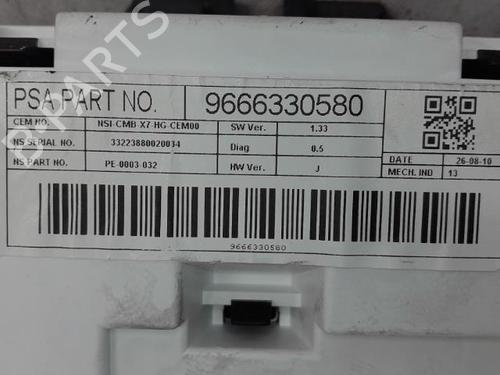 PARTS
PSA PART NO. 9666330580
CEM NO. NSI-CMB-X7-HG-CEM00 SW Ver. 1.33
NS SERIAL NO. 33223880020034 Diag 0.5
NS PART NO. PE-0003-032 HW Ver. J
DATE 26-08-10
MECH. IND 13
9666330580